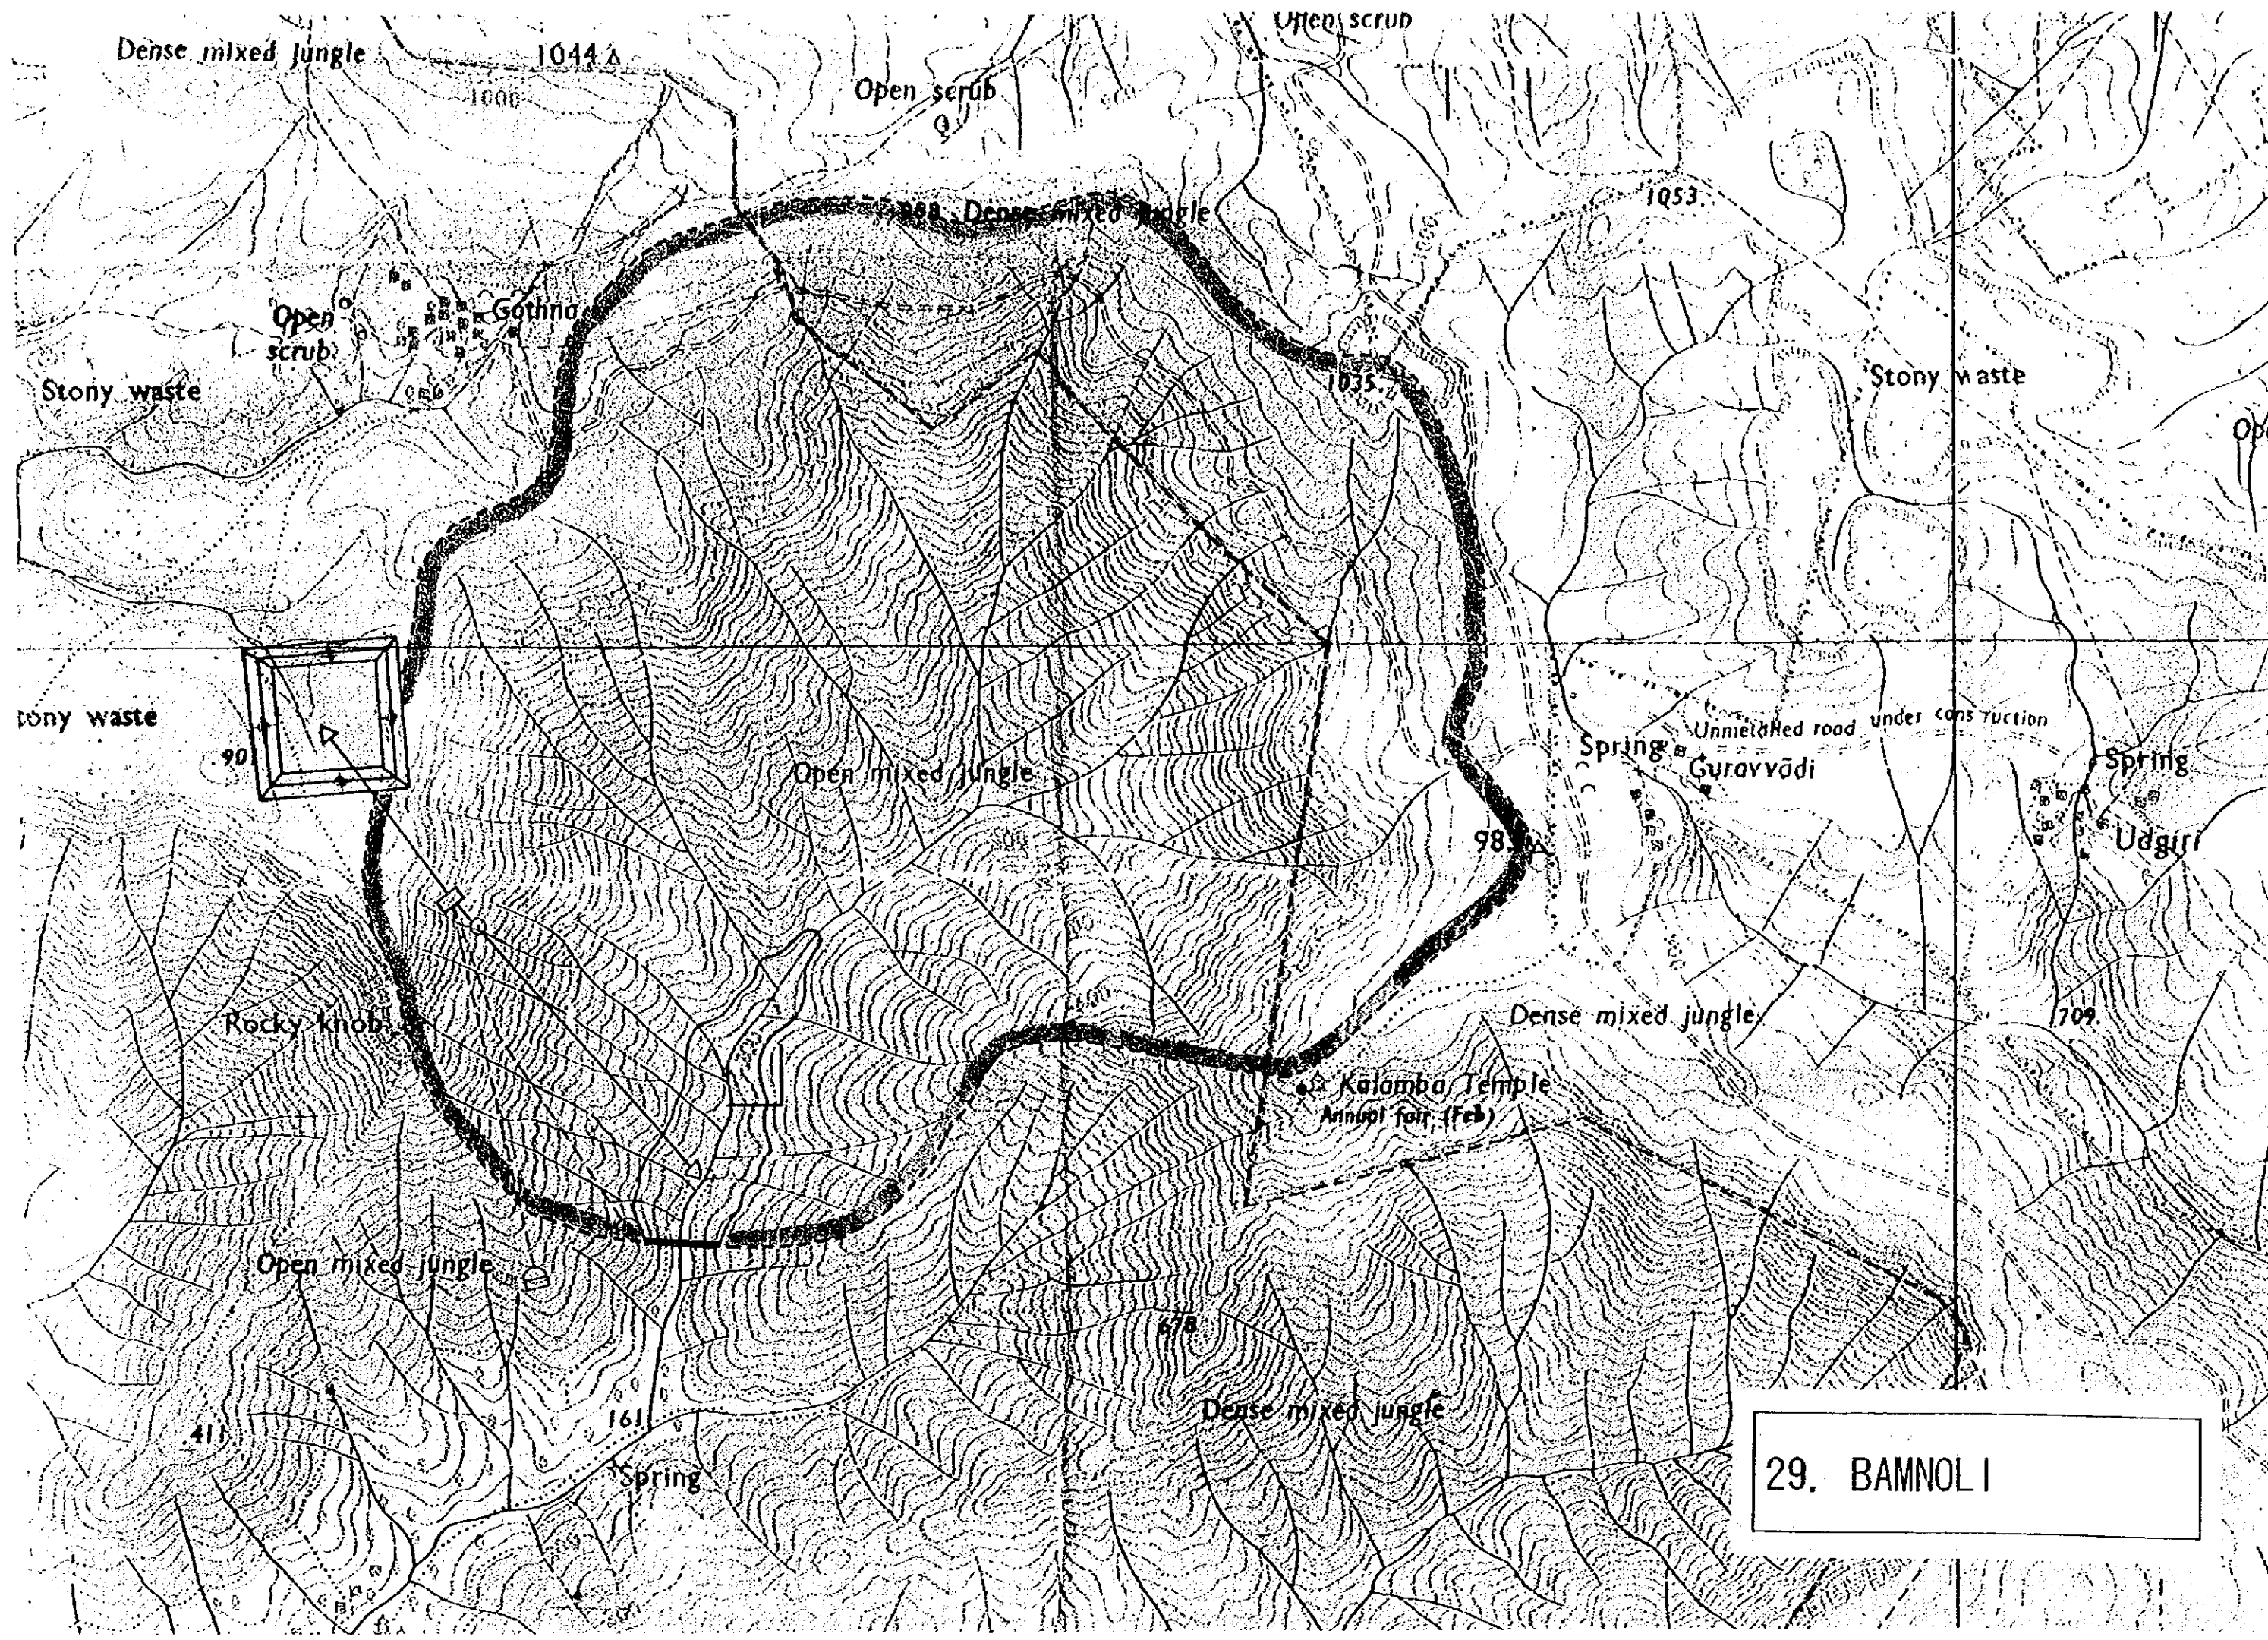 Open scrub
Dense mixed jungle
1044
1000
Open scrub
1053.
Dense mixed jungle
1000
Gothna
Open
scrub
Stony waste
1035.
Stony waste
tony waste
Unmetalled road under cons ruction
Spring
Guravvādi
Spring
90
Open mixed jungle
98
Udgiri
Rocky knob
Dense mixed jungle
709
Kalamba Temple
Annual fair (Feb)
Open mixed jungle
678
161
Dense mixed jungle
411
Spring
29. BAMNOLI